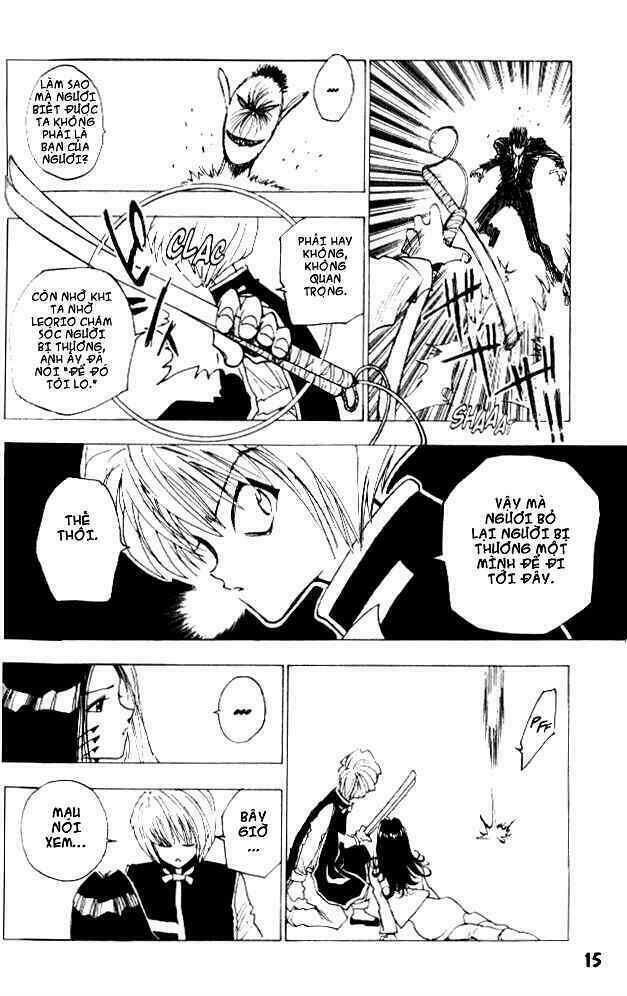 LÀM SAO
MÀ NGƯƠI
BIẾT ĐƯỢC
TA KHÔNG
PHẢI LÀ
BẠN CỦA
NGƯƠI?
PHẢI HAY
KHÔNG,
KHÔNG
QUAN
TRỌNG.
CLAC
CÒN NHỚ KHI
TA NHỜ
LEORIO CHĂM
SÓC NGƯỜI
BỊ THƯƠNG,
ANH ẤY ĐÃ
NÓI "ĐỂ ĐÓ
TÔI LO."
SHAAA!
VẬY MÀ
NGƯƠI BỎ
LẠI NGƯỜI BỊ
THƯƠNG MỘT
MÌNH ĐỂ ĐI
TỚI ĐÂY.
THẾ
THÔI.
PFF
BÂY
GIỜ
...
MAU
NÓI
XEM...
15